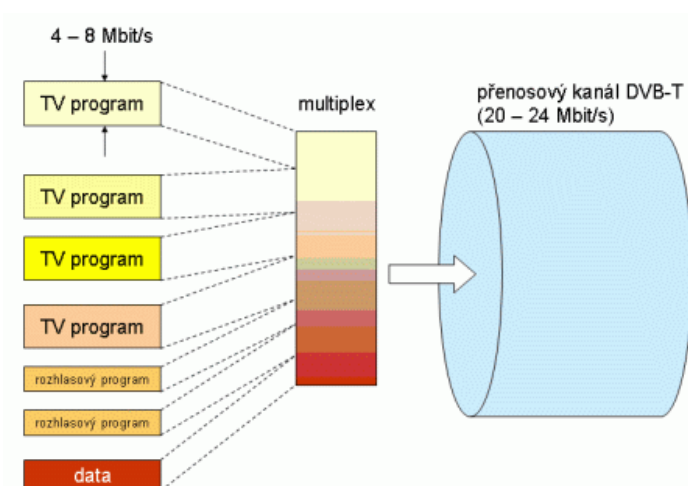 4 – 8 Mbit/s
TV program
multiplex
přenosový kanál DVB-T
(20 – 24 Mbit/s)
TV program
TV program
TV program
rozhlasový program
rozhlasový program
data